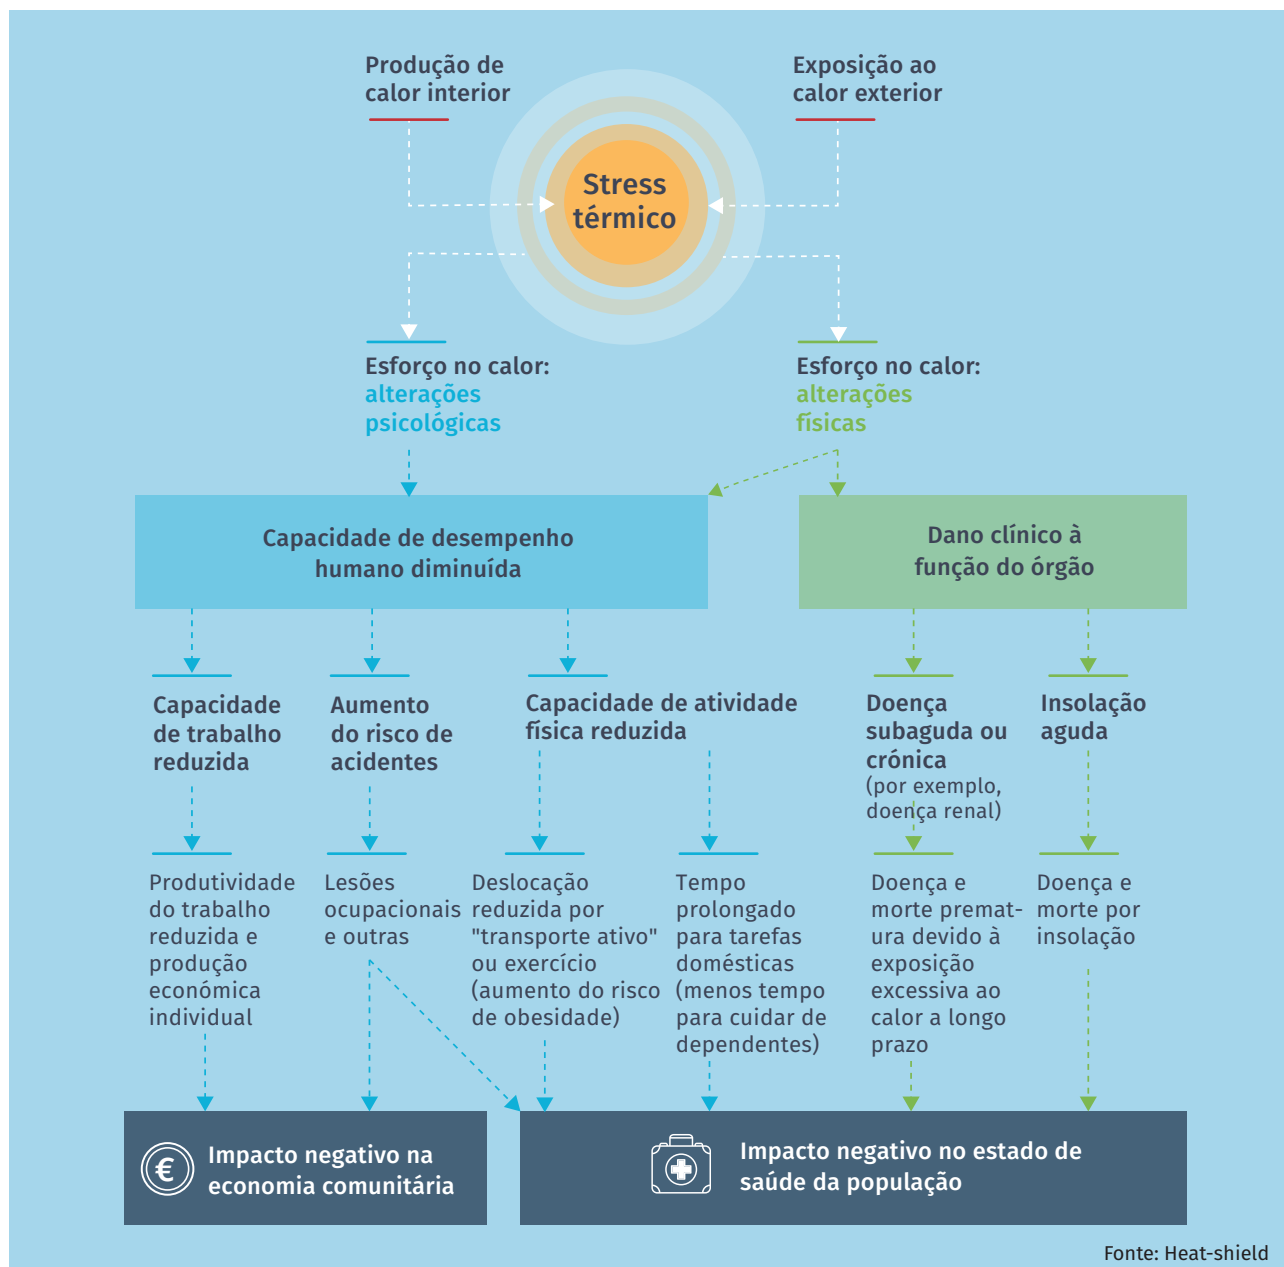 Produção de
calor interior
Exposição ao
calor exterior
Stress
térmico
Esforço no calor:
alterações
psicológicas
Esforço no calor:
alterações
físicas
Capacidade de desempenho
humano diminuída
Dano clínico à
função do órgão
Capacidade
de trabalho
reduzida
Aumento
do risco de
acidentes
Capacidade de atividade
física reduzida
Doença
subaguda ou
crónica
(por exemplo,
doença renal)
Insolação
aguda
Produtividade
do trabalho
reduzida e
produção
económica
individual
Lesões
ocupacionais
e outras
Deslocação
reduzida por
"transporte ativo"
ou exercício
(aumento do risco
de obesidade)
Tempo
prolongado
para tarefas
domésticas
(menos tempo
para cuidar de
dependentes)
Doença e
morte premat-
ura devido à
exposição
excessiva ao
calor a longo
prazo
Doença e
morte por
insolação
€
Impacto negativo na
economia comunitária
Impacto negativo no estado de
saúde da população
Fonte: Heat-shield